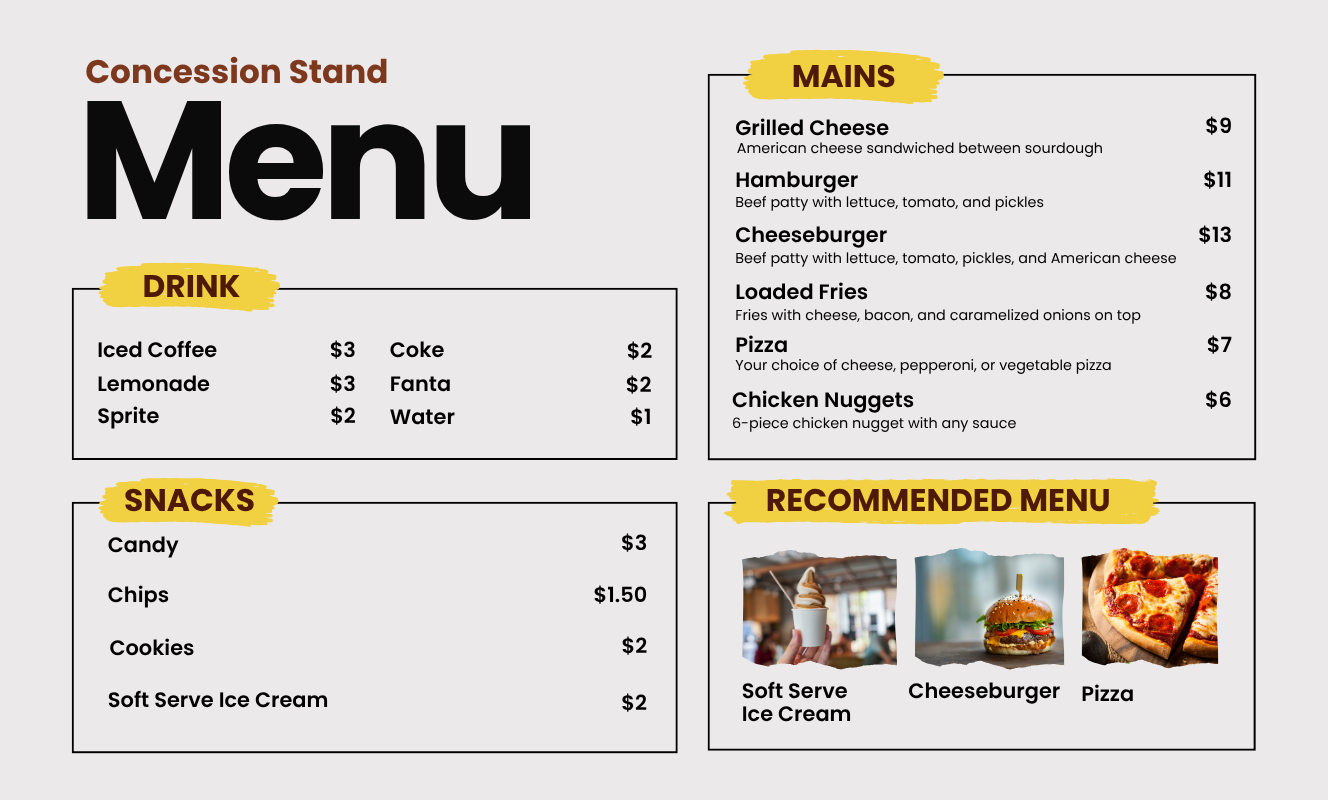 Concession Stand
Menu
DRINK
Iced Coffee $3 Coke $2
Lemonade $3 Fanta $2
Sprite $2 Water $1
SNACKS
Candy $3
Chips $1.50
Cookies $2
Soft Serve Ice Cream $2
MAINS
Grilled Cheese $9
American cheese sandwiched between sourdough
Hamburger $11
Beef patty with lettuce, tomato, and pickles
Cheeseburger $13
Beef patty with lettuce, tomato, pickles, and American cheese
Loaded Fries $8
Fries with cheese, bacon, and caramelized onions on top
Pizza $7
Your choice of cheese, pepperoni, or vegetable pizza
Chicken Nuggets $6
6-piece chicken nugget with any sauce
RECOMMENDED MENU
Soft Serve
Ice Cream
Cheeseburger
Pizza